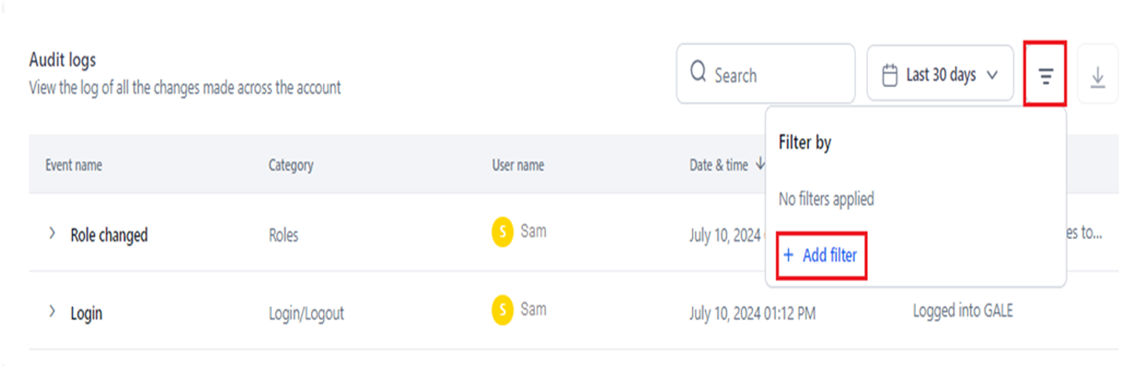 Audit logs
View the log of all the changes made across the account
Search
Last 30 days
Filter by
No filters applied
+ Add filter
Event name Category User name Date & time
Role changed Roles S Sam July 10, 2024 es to...
Login Login/Logout S Sam July 10, 2024 01:12 PM Logged into GALE